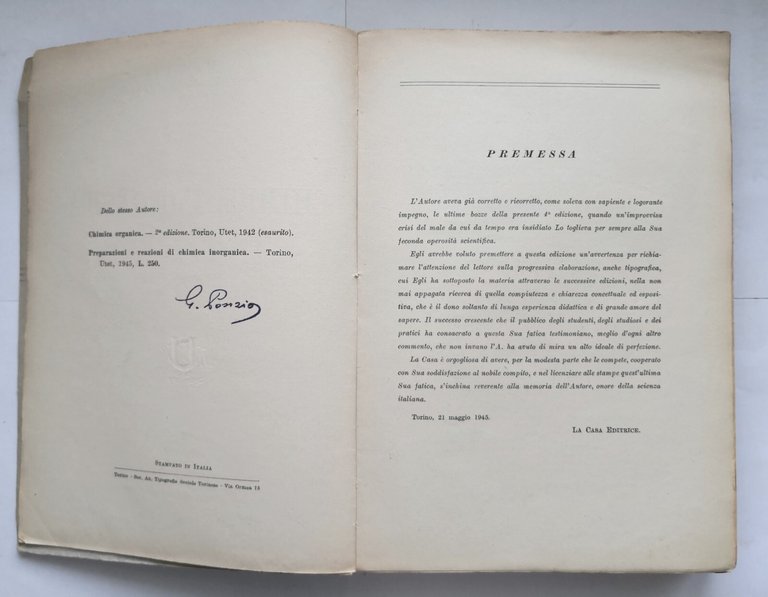 Dello stesso Autore:
Chimica organica. — 2ª edizione. Torino, Utet, 1942 (esaurito).
Preparazioni e reazioni di chimica inorganica. — Torino,
Utet, 1945, L. 250.
G. Ponzio
STAMPATO IN ITALIA
Torino - Soc. An. Tipografia Sociale Torinese - Via Ormea 15
PREMESSA
L'Autore aveva già corretto e ricorretto, come soleva con sapiente e logorante
impegno, le ultime bozze della presente 4ª edizione, quando un'improvvisa
crisi del male da cui da tempo era insidiato Lo toglieva per sempre alla Sua
feconda operosità scientifica.
Egli avrebbe voluto premettere a questa edizione un'avvertenza per richia-
mare l'attenzione del lettore sulla progressiva elaborazione, anche tipografica,
cui Egli ha sottoposto la materia attraverso le successive edizioni, nella non
mai appagata ricerca di quella compiutezza e chiarezza concettuale ed esposi-
tiva, che è il dono soltanto di lunga esperienza didattica e di grande amore del
sapere. Il successo crescente che il pubblico degli studenti, degli studiosi e dei
pratici ha consacrato a questa Sua fatica testimoniano, meglio d'ogni altro
commento, che non invano l'A. ha avuto di mira un alto ideale di perfezione.
La Casa è orgogliosa di avere, per la modesta parte che le compete, cooperato
con Sua soddisfazione al nobile compito, e nel licenziare alle stampe quest'ultima
Sua fatica, s'inchina reverente alla memoria dell'Autore, onore della scienza
italiana.
Torino, 21 maggio 1945.
LA CASA EDITRICE.